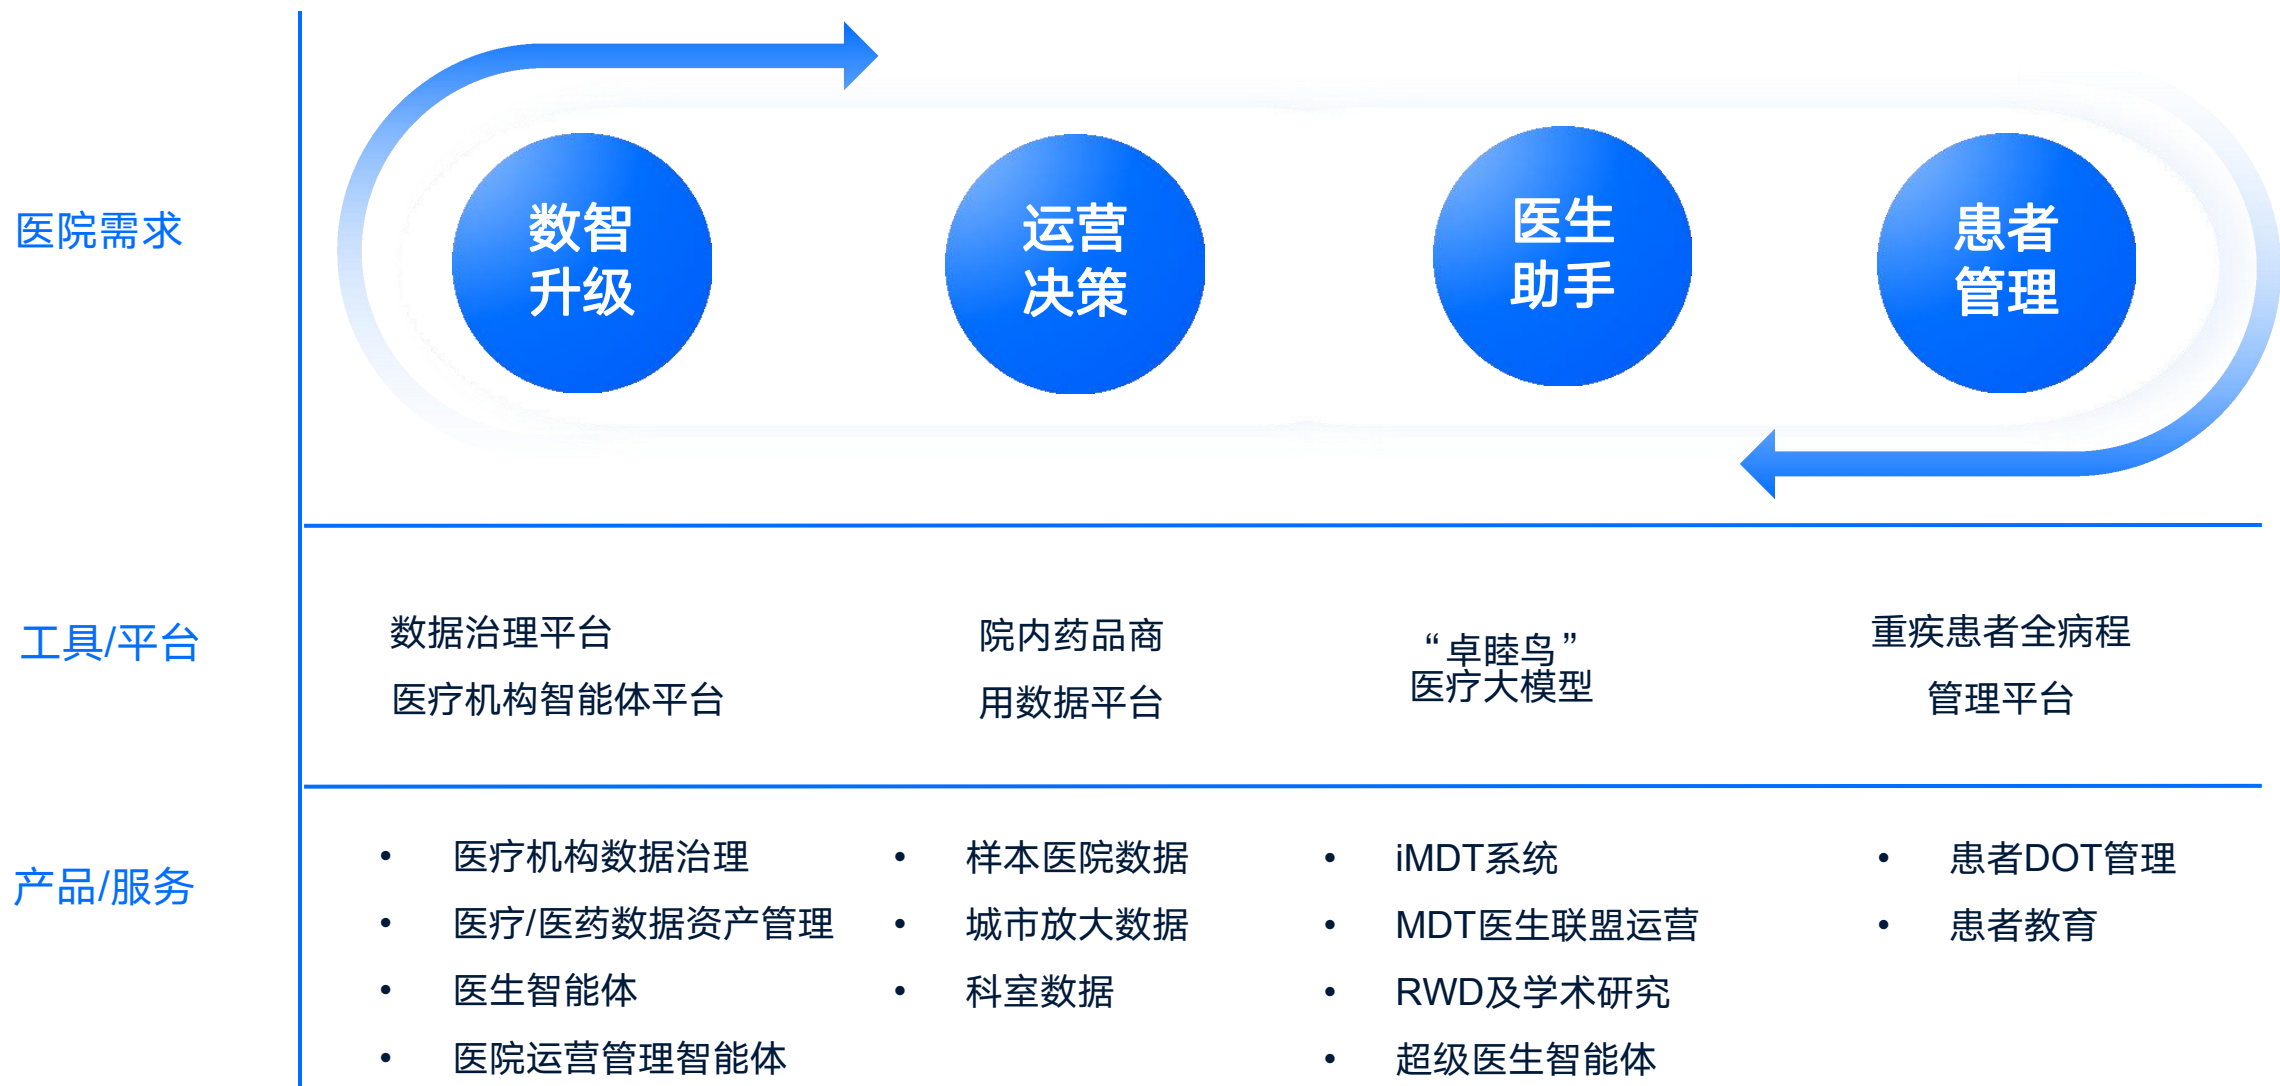 医院需求
数智
升级
运营
决策
医生
助手
患者
管理
工具/平台
数据治理平台
医疗机构智能体平台
院内药品商
用数据平台
“卓睦鸟”
医疗大模型
重疾患者全病程
管理平台
产品/服务
• 医疗机构数据治理
• 医疗/医药数据资产管理
• 医生智能体
• 医院运营管理智能体
• 样本医院数据
• 城市放大数据
• 科室数据
• iMDT系统
• MDT医生联盟运营
• RWD及学术研究
• 超级医生智能体
• 患者DOT管理
• 患者教育